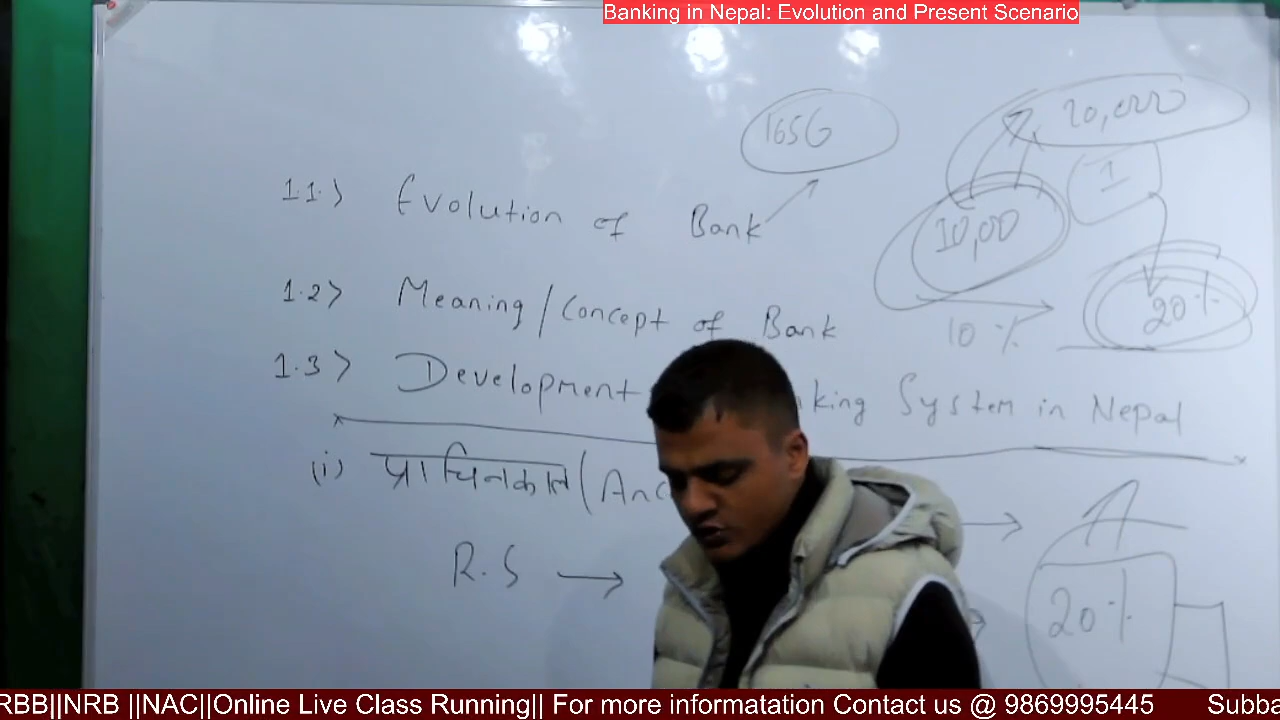 Banking in Nepal: Evolution and Present Scenario
1656
20,000
1
10,00
20%
10%
1.1> Evolution of Bank
1.2> Meaning/Concept of Bank
1.3> Development king System in Nepal
(i) प्राचिनकाल (Anc
R.S
20%
RBB||NRB ||NAC||Online Live Class Running|| For more informatation Contact us @ 9869995445 Subba